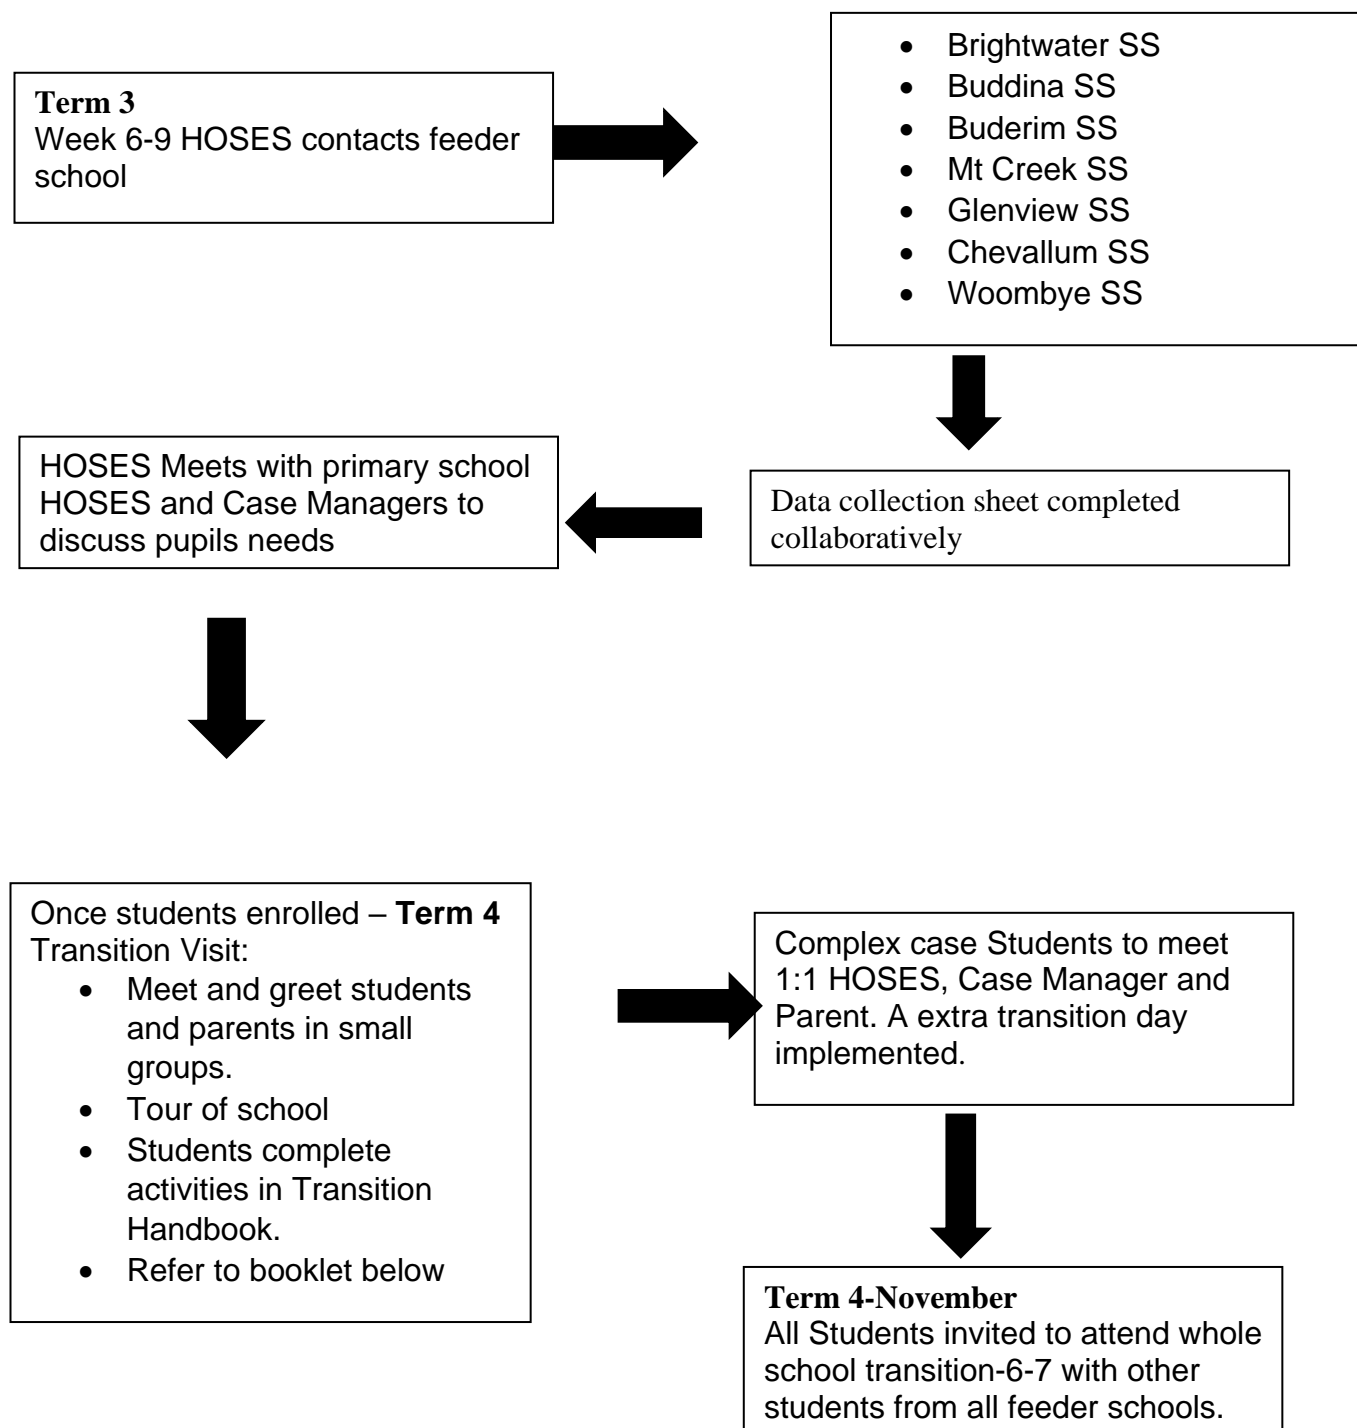 Term 3
Week 6-9 HOSES contacts feeder
school
• Brightwater SS
• Buddina SS
• Buderim SS
• Mt Creek SS
• Glenview SS
• Chevallum SS
• Woombye SS
Data collection sheet completed
collaboratively
HOSES Meets with primary school
HOSES and Case Managers to
discuss pupils needs
Once students enrolled – Term 4
Transition Visit:
• Meet and greet students
and parents in small
groups.
• Tour of school
• Students complete
activities in Transition
Handbook.
• Refer to booklet below
Complex case Students to meet
1:1 HOSES, Case Manager and
Parent. A extra transition day
implemented.
Term 4-November
All Students invited to attend whole
school transition-6-7 with other
students from all feeder schools.